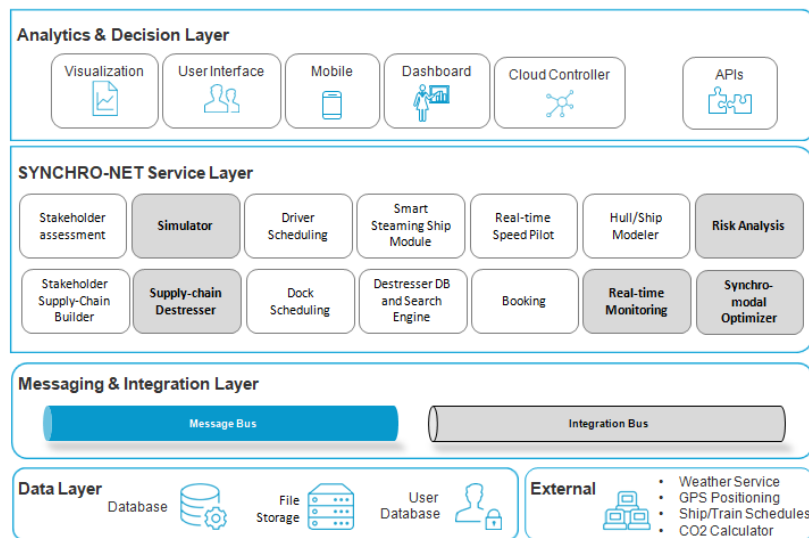 Analytics & Decision Layer
Visualization
User Interface
Mobile
Dashboard
Cloud Controller
APIs
SYNCHRO-NET Service Layer
Stakeholder
assessment
Simulator
Driver
Scheduling
Smart
Steaming Ship
Module
Real-time
Speed Pilot
Hull/Ship
Modeler
Risk Analysis
Stakeholder
Supply-Chain
Builder
Supply-chain
Destresser
Dock
Scheduling
Destresser DB
and Search
Engine
Booking
Real-time
Monitoring
Synchro-
modal
Optimizer
Messaging & Integration Layer
Message Bus
Integration Bus
Data Layer
Database
File
Storage
User
Database
External
• Weather Service
• GPS Positioning
• Ship/Train Schedules
• CO2 Calculator